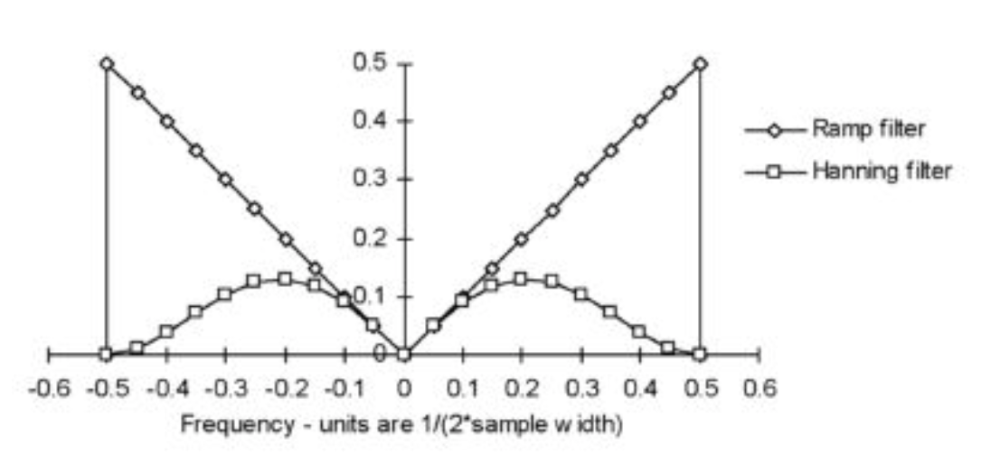 0.5
0.4
0.3
0.2
0.1
0
-0.6 -0.5 -0.4 -0.3 -0.2 -0.1 0 0.1 0.2 0.3 0.4 0.5 0.6
Frequency - units are 1/(2*sample width)
Ramp filter
Hanning filter